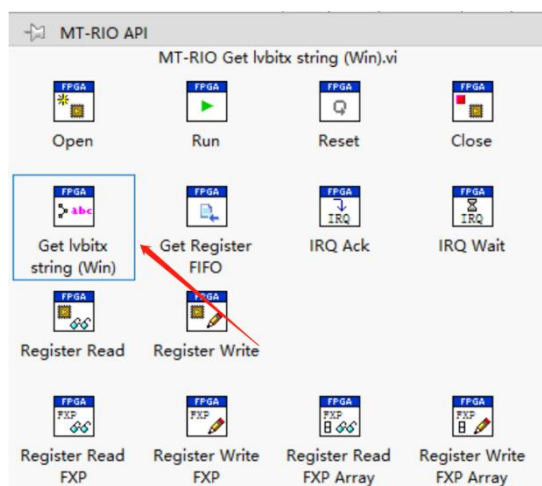 MT-RIO API
MT-RIO Get lvbitx string (Win).vi
FPGA FPGA FPGA FPGA
Open Run Reset Close
FPGA FPGA FPGA FPGA
abc IRQ IRQ
Get lvbitx Get Register IRQ Ack IRQ Wait
string (Win) FIFO
FPGA FPGA
Register Read Register Write
FPGA FPGA FPGA FPGA
FXP FXP FXP FXP
Register Read Register Write Register Read Register Write
FXP FXP FXP Array FXP Array